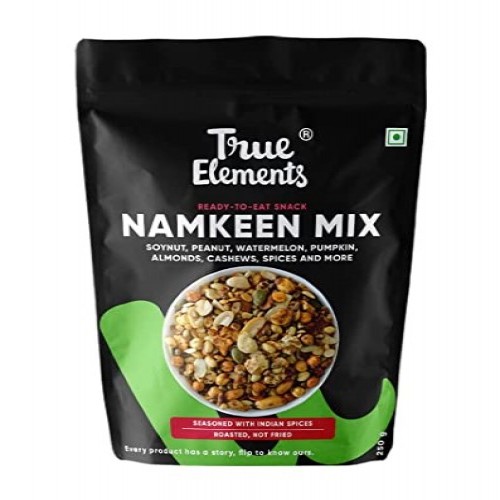 True ®
Elements
READY-TO-EAT SNACK
NAMKEEN MIX
SOYNUT, PEANUT, WATERMELON, PUMPKIN,
ALMONDS, CASHEWS, SPICES AND MORE
SEASONED WITH INDIAN SPICES
ROASTED, NOT FRIED
Every product has a story, flip to know ours.
250 g